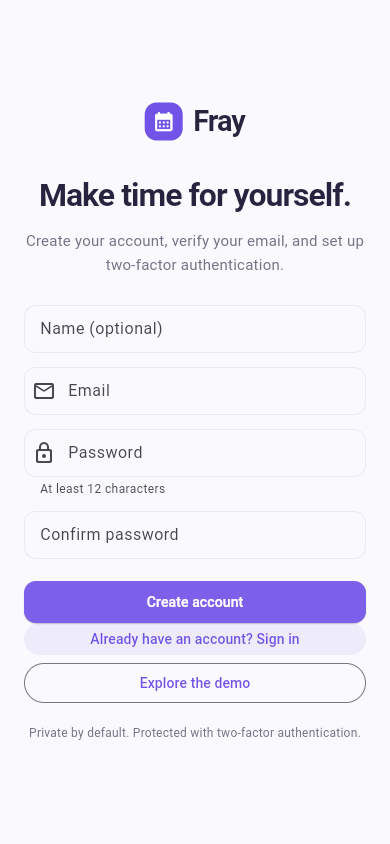 Fray
Make time for yourself.
Create your account, verify your email, and set up
two-factor authentication.
Name (optional)
Email
Password
At least 12 characters
Confirm password
Create account
Already have an account? Sign in
Explore the demo
Private by default. Protected with two-factor authentication.